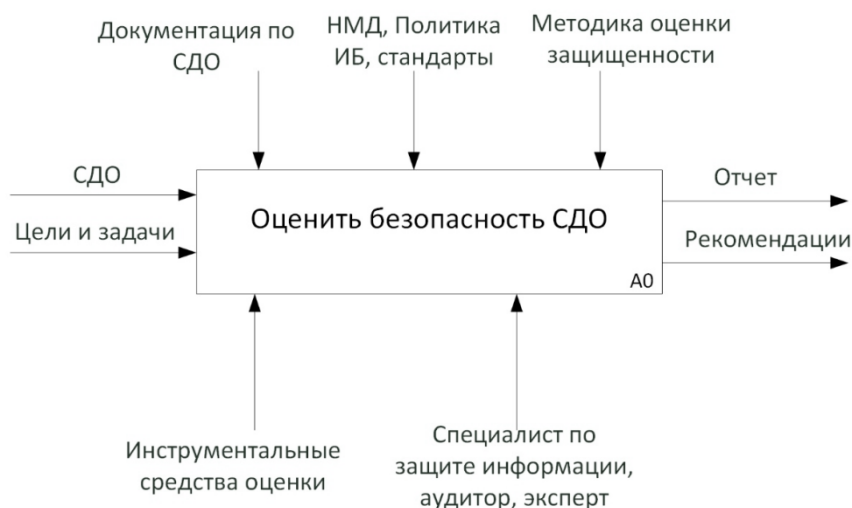 Документация по
СДО
НМД, Политика
ИБ, стандарты
Методика оценки
защищенности
СДО
Цели и задачи
Оценить безопасность СДО
A0
Отчет
Рекомендации
Инструментальные
средства оценки
Специалист по
защите информации,
аудитор, эксперт